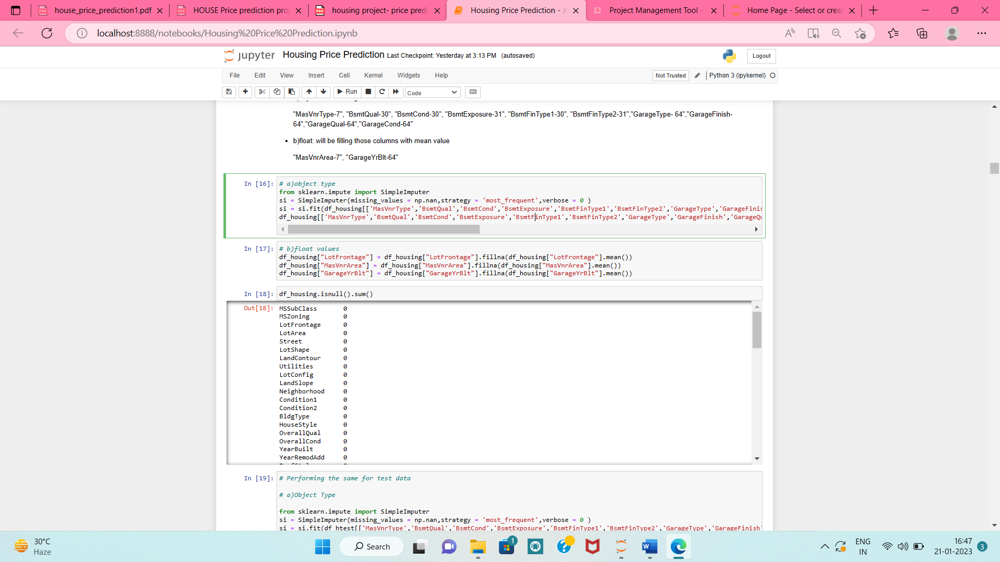 house_price_prediction1.pdf
HOUSE Price prediction pro
housing project- price predi
Housing Price Prediction - Ju
Project Management Tool -
Home Page - Select or creat
localhost:8888/notebooks/Housing%20Price%20Prediction.ipynb
jupyter Housing Price Prediction Last Checkpoint: Yesterday at 3:13 PM (autosaved)
Logout
File Edit View Insert Cell Kernel Widgets Help
Not Trusted
Python 3 (ipykernel)
Run
Code
"MasVnrType-7", "BsmtQual-30", "BsmtCond-30", "BsmtExposure-31", "BsmtFinType1-30", "BsmtFinType2-31","GarageType- 64","GarageFinish-
64","GarageQual-64","GarageCond-64"
• b)float: will be filling those columns with mean value
"MasVnrArea-7", "GarageYrBlt-64"
In [16]: # a)object type
from sklearn.impute import SimpleImputer
si = SimpleImputer(missing_values = np.nan,strategy = 'most_frequent',verbose = 0 )
si = si.fit(df_housing[['MasVnrType','BsmtQual','BsmtCond','BsmtExposure','BsmtFinType1','BsmtFinType2','GarageType','GarageFinis
df_housing[['MasVnrType','BsmtQual','BsmtCond','BsmtExposure','BsmtFinType1','BsmtFinType2','GarageType','GarageFinish','GarageQu
In [17]: # b)float values
df_housing["LotFrontage"] = df_housing["LotFrontage"].fillna(df_housing["LotFrontage"].mean())
df_housing["MasVnrArea"] = df_housing["MasVnrArea"].fillna(df_housing["MasVnrArea"].mean())
df_housing["GarageYrBlt"] = df_housing["GarageYrBlt"].fillna(df_housing["GarageYrBlt"].mean())
In [18]: df_housing.isnull().sum()
Out[18]: MSSubClass 0
MSZoning 0
LotFrontage 0
LotArea 0
Street 0
LotShape 0
LandContour 0
Utilities 0
LotConfig 0
LandSlope 0
Neighborhood 0
Condition1 0
Condition2 0
BldgType 0
HouseStyle 0
OverallQual 0
OverallCond 0
YearBuilt 0
YearRemodAdd 0
In [19]: # Performing the same for test data
# a)Object Type
from sklearn.impute import SimpleImputer
si = SimpleImputer(missing_values = np.nan,strategy = 'most_frequent',verbose = 0 )
si = si.fit(df_htest[['MasVnrType','BsmtQual','BsmtCond','BsmtExposure','BsmtFinType1','BsmtFinType2','GarageType','GarageFinish'
30°C
Haze
Search
1
ENG
IN
16:47
21-01-2023
3